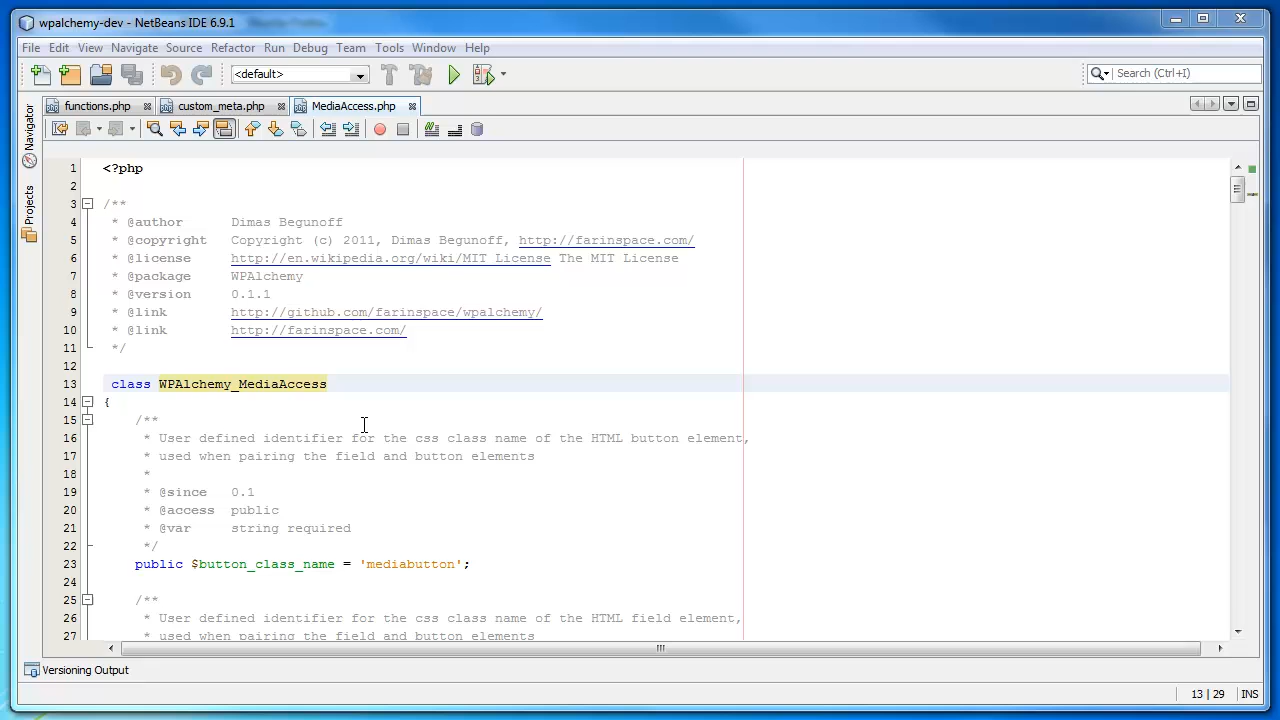 wpalchemy-dev - NetBeans IDE 6.9.1
File Edit View Navigate Source Refactor Run Debug Team Tools Window Help
<default> Search (Ctrl+I)
functions.php custom_meta.php MediaAccess.php
Navigator
Projects
1 <?php
2
3 /**
4 * @author Dimas Begunoff
5 * @copyright Copyright (c) 2011, Dimas Begunoff, http://farinspace.com/
6 * @license http://en.wikipedia.org/wiki/MIT_License The MIT License
7 * @package WPAlchemy
8 * @version 0.1.1
9 * @link http://github.com/farinspace/wpalchemy/
10 * @link http://farinspace.com/
11 */
12
13 class WPAlchemy_MediaAccess
14 {
15 /**
16 * User defined identifier for the css class name of the HTML button element,
17 * used when pairing the field and button elements
18 *
19 * @since 0.1
20 * @access public
21 * @var string required
22 */
23 public $button_class_name = 'mediabutton';
24
25 /**
26 * User defined identifier for the css class name of the HTML field element,
27 * used when pairing the field and button elements
Versioning Output
13 | 29 INS